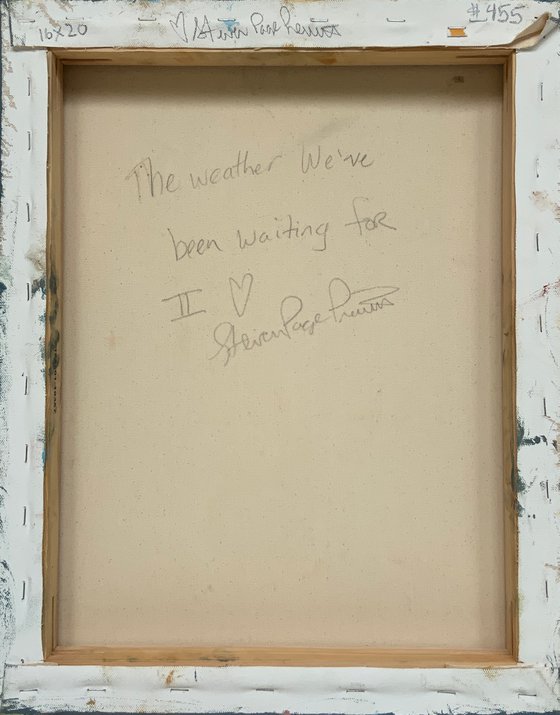 16x20 ♡ Steven Page Prewitt #455
The weather We've
been waiting for
II ♡
Steven Page Prewitt